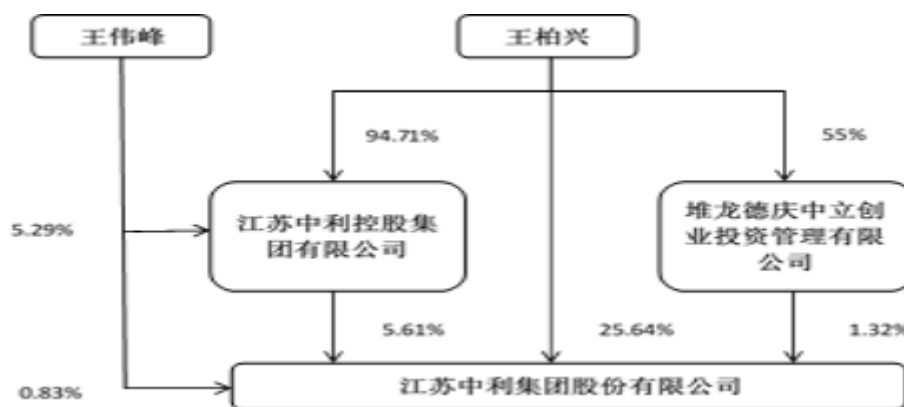 王伟峰
王柏兴
94.71%
55%
江苏中利控股集
团有限公司
堆龙德庆中立创
业投资管理有限
公司
5.29%
5.61%
25.64%
1.32%
江苏中利集团股份有限公司
0.83%